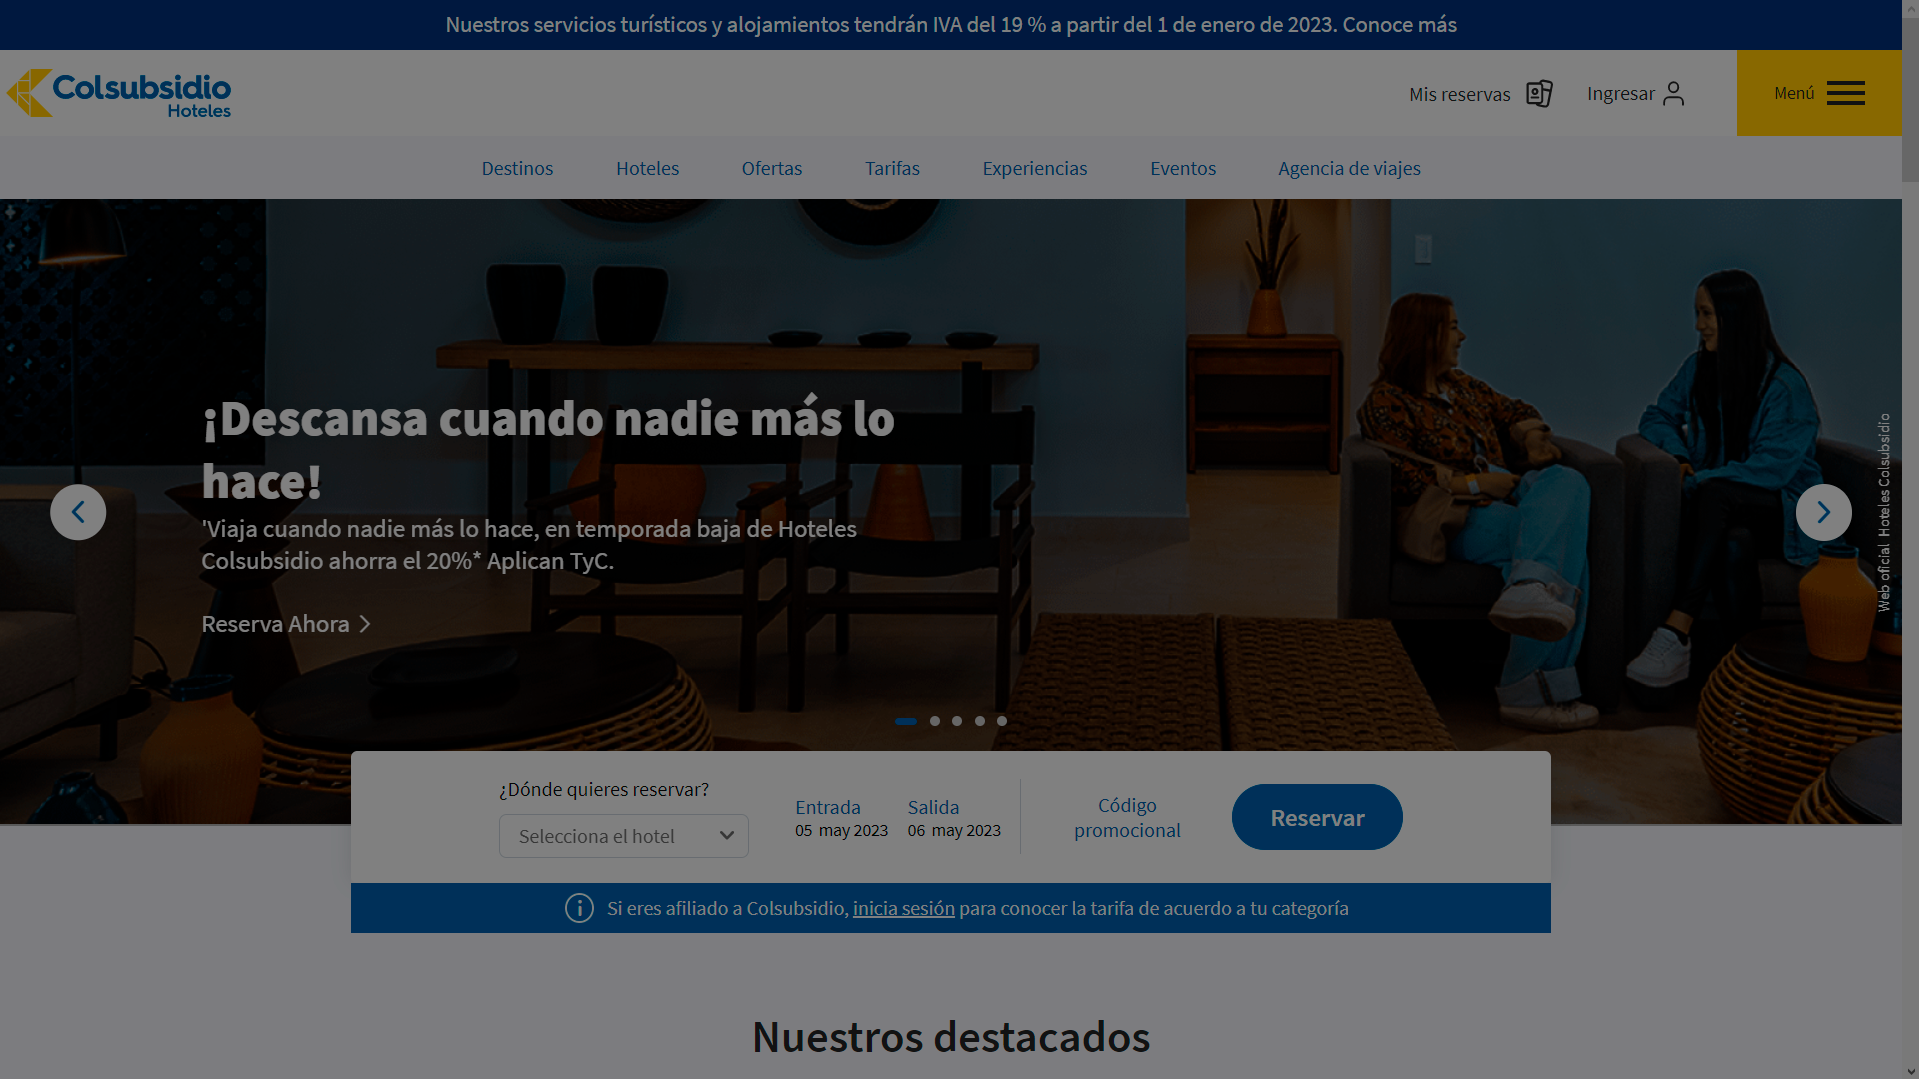 Nuestros servicios turísticos y alojamientos tendrán IVA del 19 % a partir del 1 de enero de 2023. Conoce más
Colsubsidio
Hoteles
Mis reservas
Ingresar
Menú
Destinos
Hoteles
Ofertas
Tarifas
Experiencias
Eventos
Agencia de viajes
¡Descansa cuando nadie más lo
hace!
'Viaja cuando nadie más lo hace, en temporada baja de Hoteles
Colsubsidio ahorra el 20%* Aplican TyC.
Reserva Ahora
Web oficial Hoteles Colsubsidio
¿Dónde quieres reservar?
Selecciona el hotel
Entrada
05 may 2023
Salida
06 may 2023
Código
promocional
Reservar
Si eres afiliado a Colsubsidio, inicia sesión para conocer la tarifa de acuerdo a tu categoría
Nuestros destacados